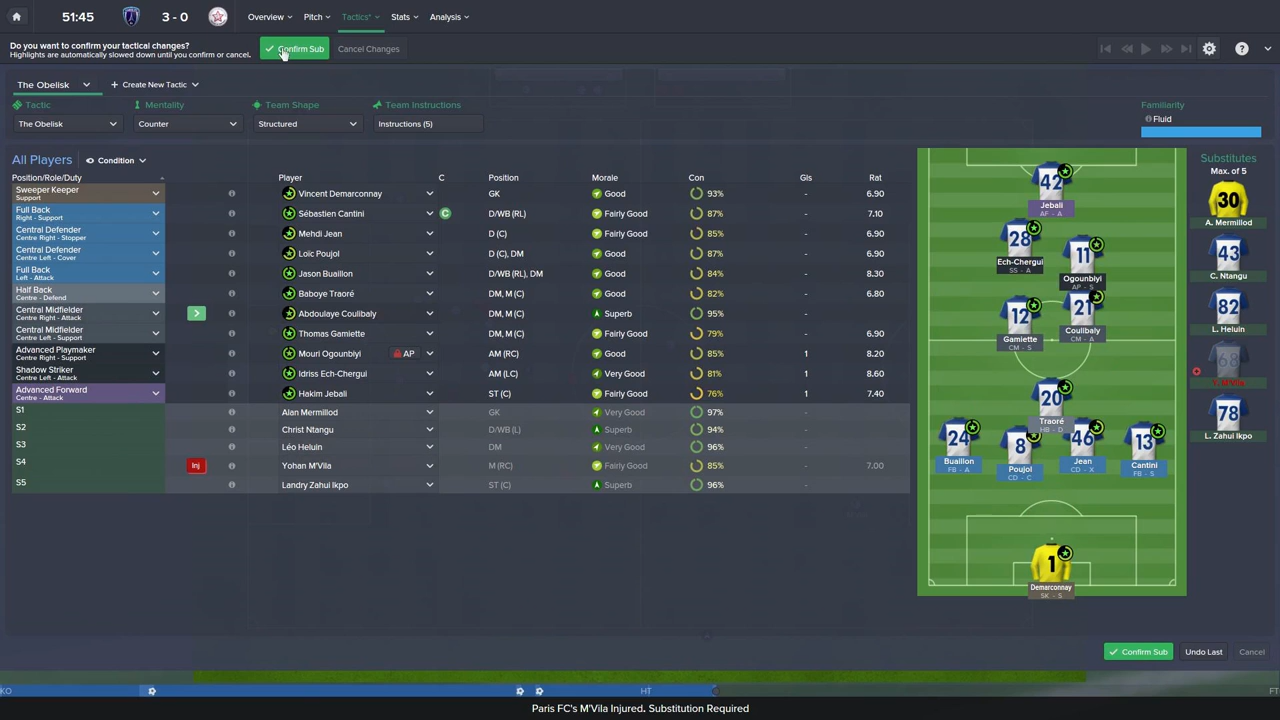 51:45 3 - 0 Overview Pitch Tactics* Stats Analysis
Do you want to confirm your tactical changes?
Highlights are automatically slowed down until you confirm or cancel.
Confirm Sub Cancel Changes
The Obelisk Create New Tactic
Tactic Mentality Team Shape Team Instructions Familiarity
The Obelisk Counter Structured Instructions (5) Fluid
All Players Condition
Position/Role/Duty Player C Position Morale Con Gls Rat
Sweeper Keeper
Support
Vincent Demarconnay GK Good 93% - 6.90
Full Back
Right - Support
Sébastien Cantini C D/WB (RL) Fairly Good 87% - 7.10
Central Defender
Centre Right - Stopper
Mehdi Jean D (C) Fairly Good 85% - 6.90
Central Defender
Centre Left - Cover
Loïc Poujol D (C), DM Good 87% - 6.90
Full Back
Left - Attack
Jason Buaillon D/WB (RL), DM Good 84% - 8.30
Half Back
Centre - Defend
Baboye Traoré DM, M (C) Good 82% - 6.80
Central Midfielder
Centre Right - Attack
Abdoulaye Coulibaly DM, M (C) Superb 95% -
Central Midfielder
Centre Left - Support
Thomas Gamiette DM, M (C) Fairly Good 79% - 6.90
Advanced Playmaker
Centre Right - Support
Mouri Ogounbiyi AP AM (RC) Good 85% 1 8.20
Shadow Striker
Centre Left - Attack
Idriss Ech-Chergui AM (LC) Very Good 81% 1 8.60
Advanced Forward
Centre - Attack
Hakim Jebali ST (C) Fairly Good 76% 1 7.40
S1 Alan Mermillod GK Very Good 97% -
S2 Christ Ntangu D/WB (L) Superb 94% -
S3 Léo Heluin DM Very Good 96% -
S4 Inj Yohan M'Vila M (RC) Fairly Good 85% - 7.00
S5 Landry Zahui Ikpo ST (C) Superb 96% -
42
Jebali
AF - A
28
Ech-Chergui
SS - A
11
Ogounbiyi
AP - S
12
Gamiette
CM - S
21
Coulibaly
CM - A
20
Traoré
HB - D
24
Buaillon
FB - A
8
Poujol
CD - C
46
Jean
CD - X
13
Cantini
FB - S
1
Demarconnay
SK - S
Substitutes
Max. of 5
30
A. Mermillod
43
C. Ntangu
82
L. Heluin
68
Y. M'Vila
78
L. Zahui Ikpo
Confirm Sub Undo Last Cancel
KO HT FT
Paris FC's M'Vila Injured. Substitution Required